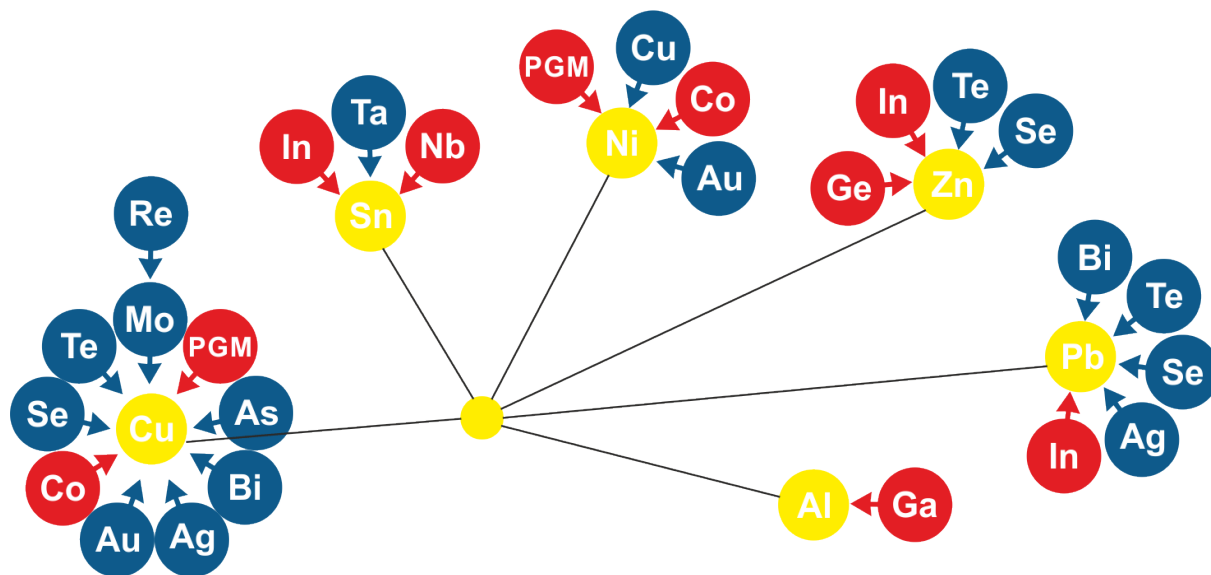 Cu
PGM
Co
Ni
Au
Ta
In
Nb
Sn
Te
In
Se
Ge
Zn
Re
Mo
Te
PGM
Se
As
Cu
Co
Bi
Au
Ag
Bi
Te
Pb
Se
Ag
In
Al
Ga